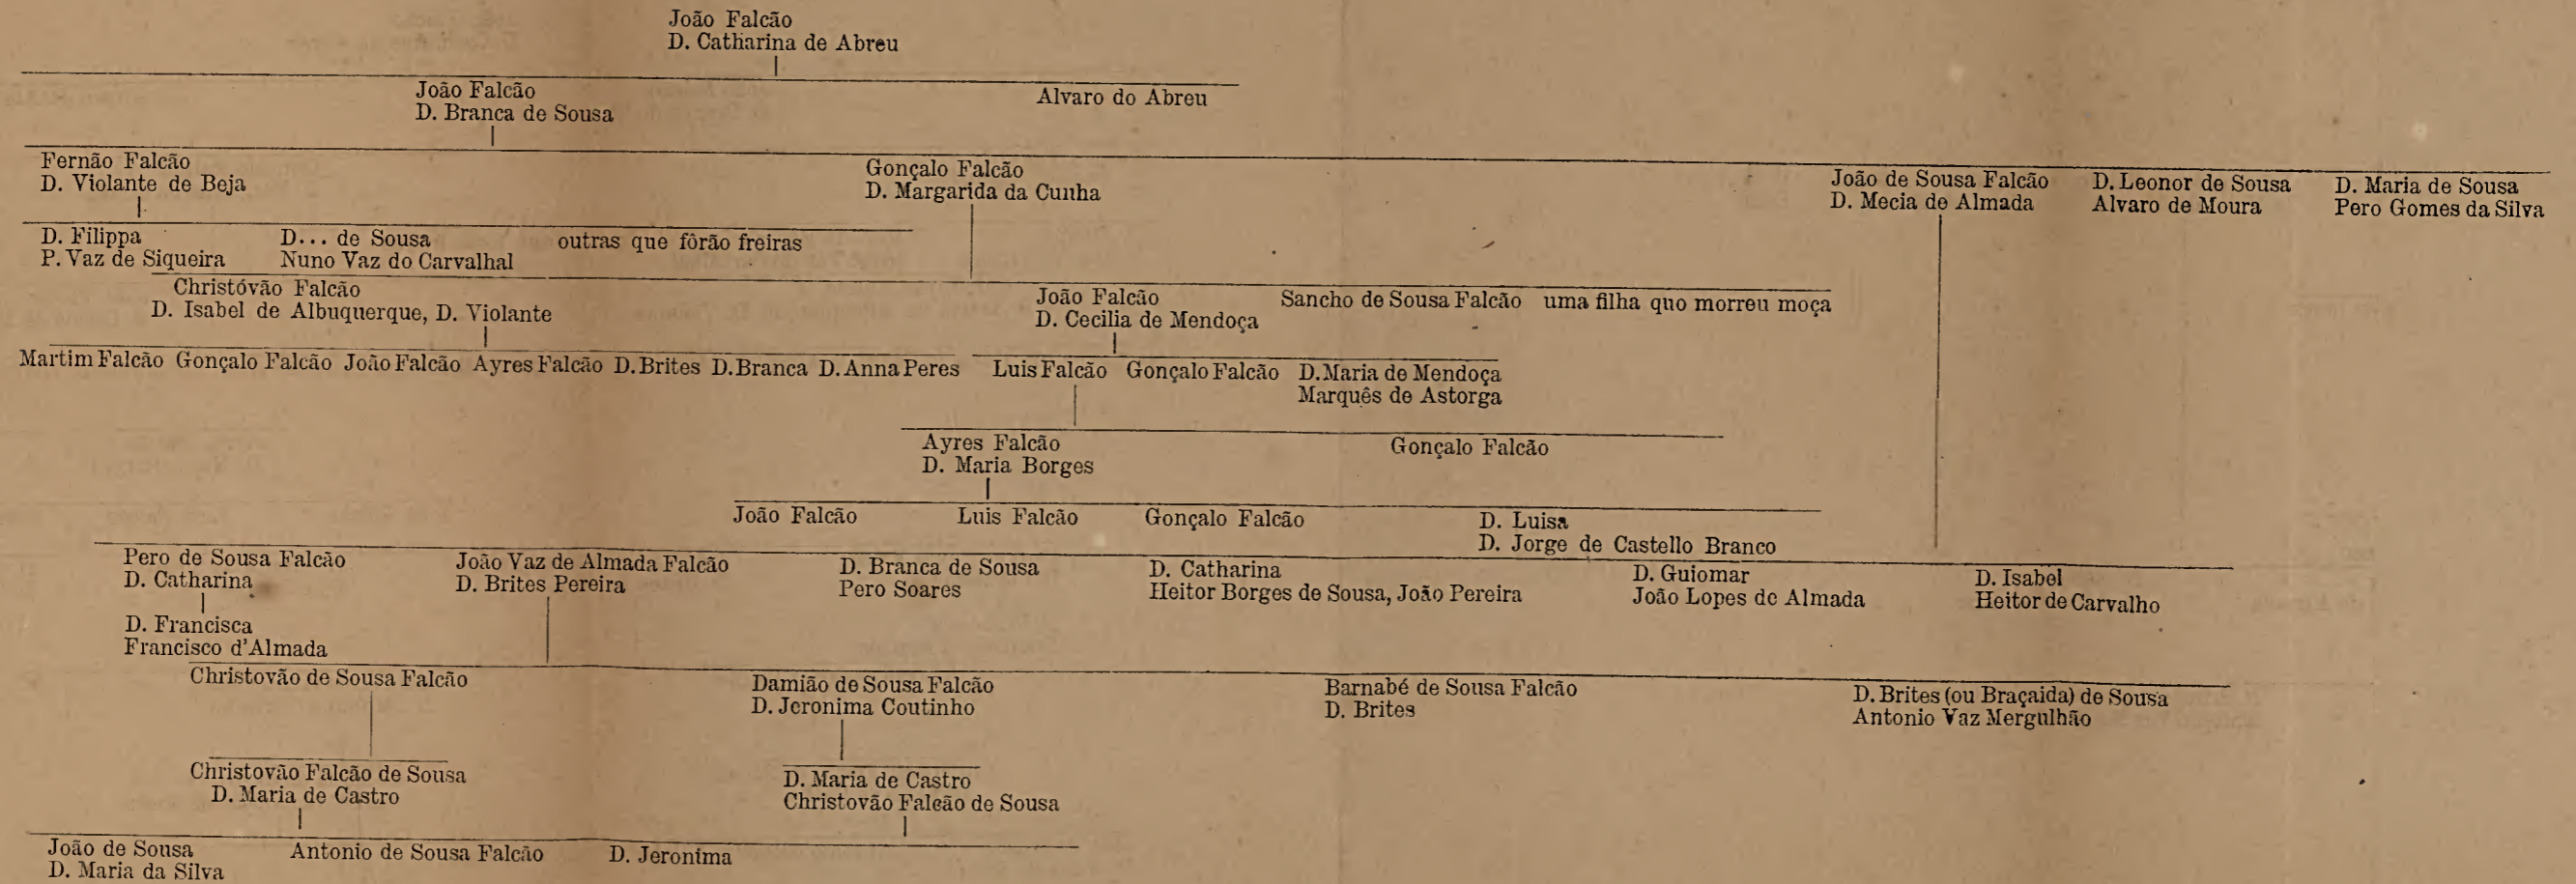 João Falcão
D. Catharina de Abreu
João Falcão
D. Branca de Sousa
Alvaro do Abreu
Fernão Falcão
D. Violante de Beja
Gonçalo Falcão
D. Margarida da Cunha
João de Sousa Falcão
D. Mecia de Almada
D. Leonor de Sousa
Alvaro de Moura
D. Maria de Sousa
Pero Gomes da Silva
D. Filippa
P. Vaz de Siqueira
D... de Sousa
Nuno Vaz do Carvalhal
outras que fôrão freiras
Christóvão Falcão
D. Isabel de Albuquerque, D. Violante
João Falcão
D. Cecilia de Mendoça
Sancho de Sousa Falcão
uma filha quo morreu moça
Martim Falcão
Gonçalo Falcão
João Falcão
Ayres Falcão
D. Brites
D. Branca
D. Anna Peres
Luis Falcão
Gonçalo Falcão
D. Maria de Mendoça
Marquês de Astorga
Ayres Falcão
D. Maria Borges
Gonçalo Falcão
João Falcão
Luis Falcão
Gonçalo Falcão
D. Luisa
D. Jorge de Castello Branco
Pero de Sousa Falcão
D. Catharina
João Vaz de Almada Falcão
D. Brites Pereira
D. Branca de Sousa
Pero Soares
D. Catharina
Heitor Borges de Sousa, João Pereira
D. Guiomar
João Lopes de Almada
D. Isabel
Heitor de Carvalho
D. Francisca
Francisco d'Almada
Christovão de Sousa Falcão
Damião de Sousa Falcão
D. Jeronima Coutinho
Barnabé de Sousa Falcão
D. Brites
D. Brites (ou Braçaida) de Sousa
Antonio Vaz Mergulhão
Christovão Falcão de Sousa
D. Maria de Castro
D. Maria de Castro
Christovão Falcão de Sousa
João de Sousa
D. Maria da Silva
Antonio de Sousa Falcão
D. Jeronima